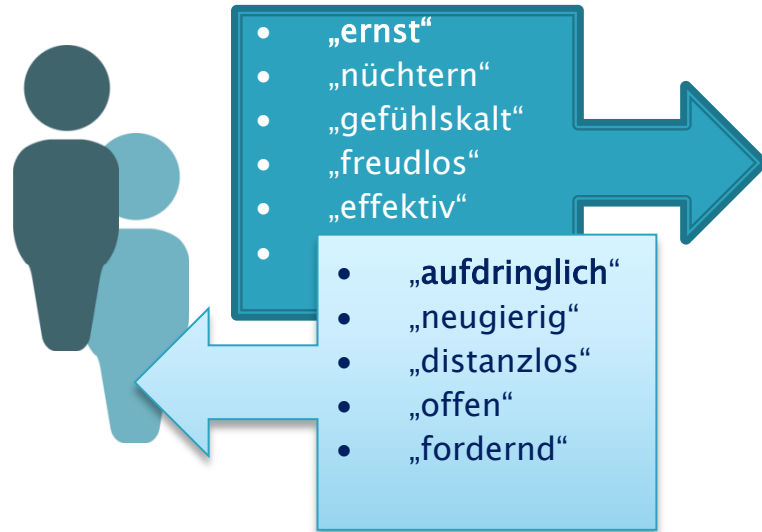 • „ernst“
• „nüchtern“
• „gefühlskalt“
• „freudlos“
• „effektiv“
•
• „aufdringlich“
• „neugierig“
• „distanzlos“
• „offen“
• „fordernd“